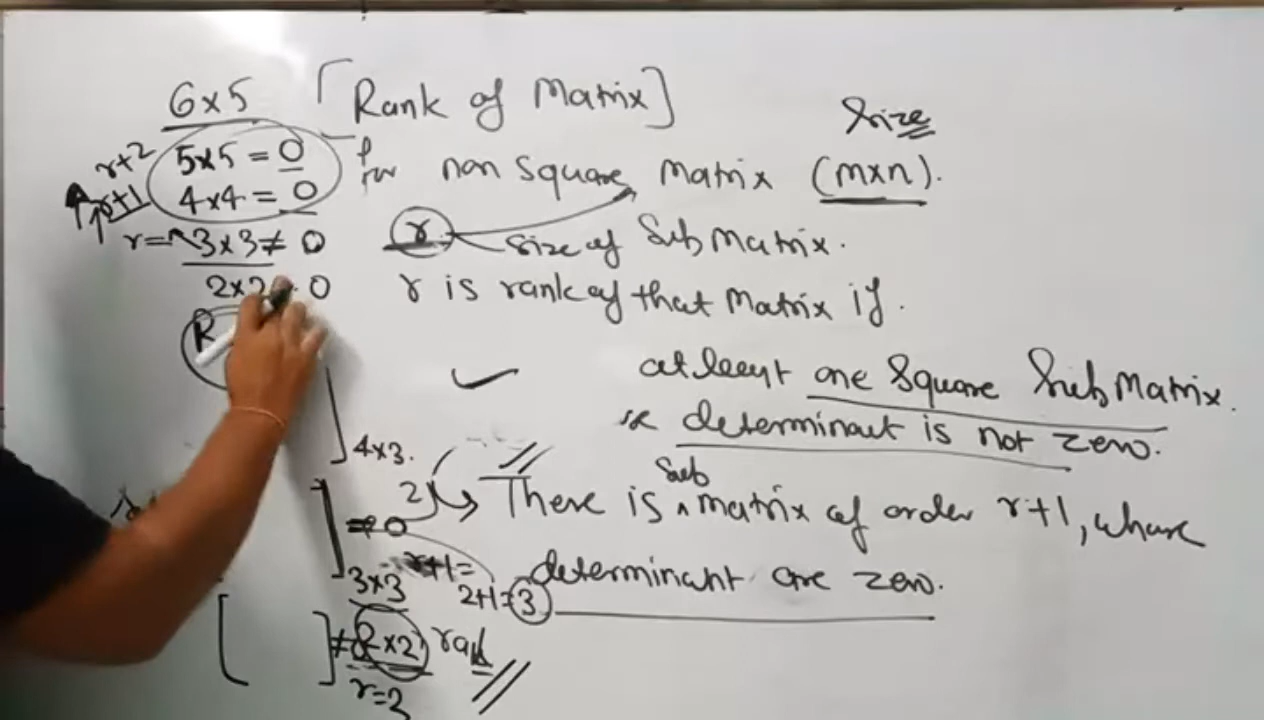 6×5 [Rank of Matrix]
Size
r+2 5×5 = 0
for non square Matrix (m×n).
r+1 4×4 = 0
r= 3×3 ≠ 0
r size of Sub Matrix.
2×2 0
r is rank of that Matrix if.
R
at leeyt one Square Sub Matrix.
determinant is not zero.
4×3.
Sub
2 → There is ^ matrix of order r+1, whare
= 0
3×3 r+1=
determinant are zero.
2+1=3
[ ] ≠ 2×2 rank
r=2